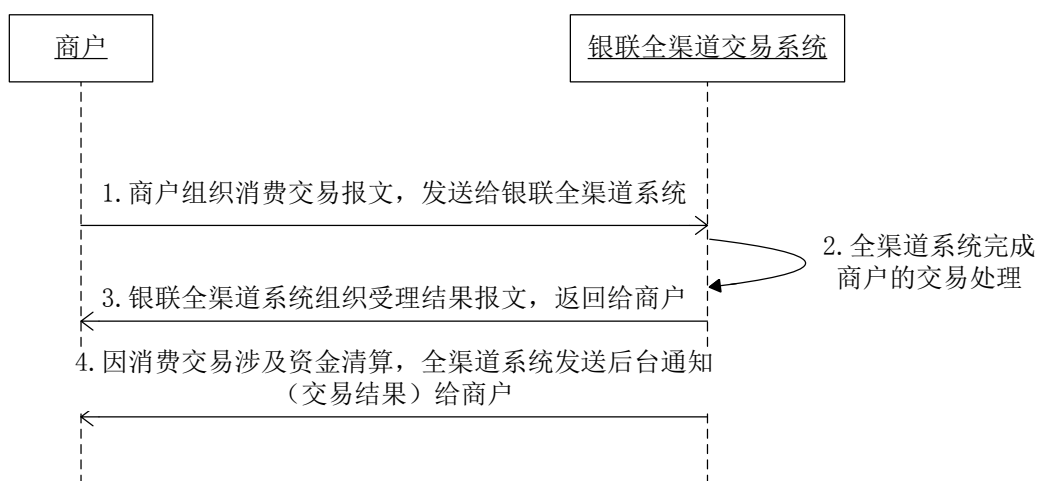 商户
银联全渠道交易系统
1.商户组织消费交易报文，发送给银联全渠道系统
2.全渠道系统完成
商户的交易处理
3.银联全渠道系统组织受理结果报文，返回给商户
4.因消费交易涉及资金清算，全渠道系统发送后台通知
（交易结果）给商户